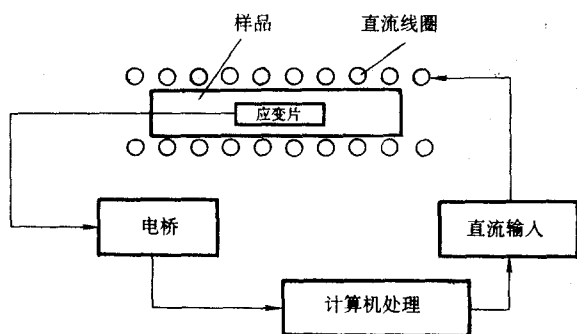 样品
直流线圈
应变片
电桥
直流输入
计算机处理